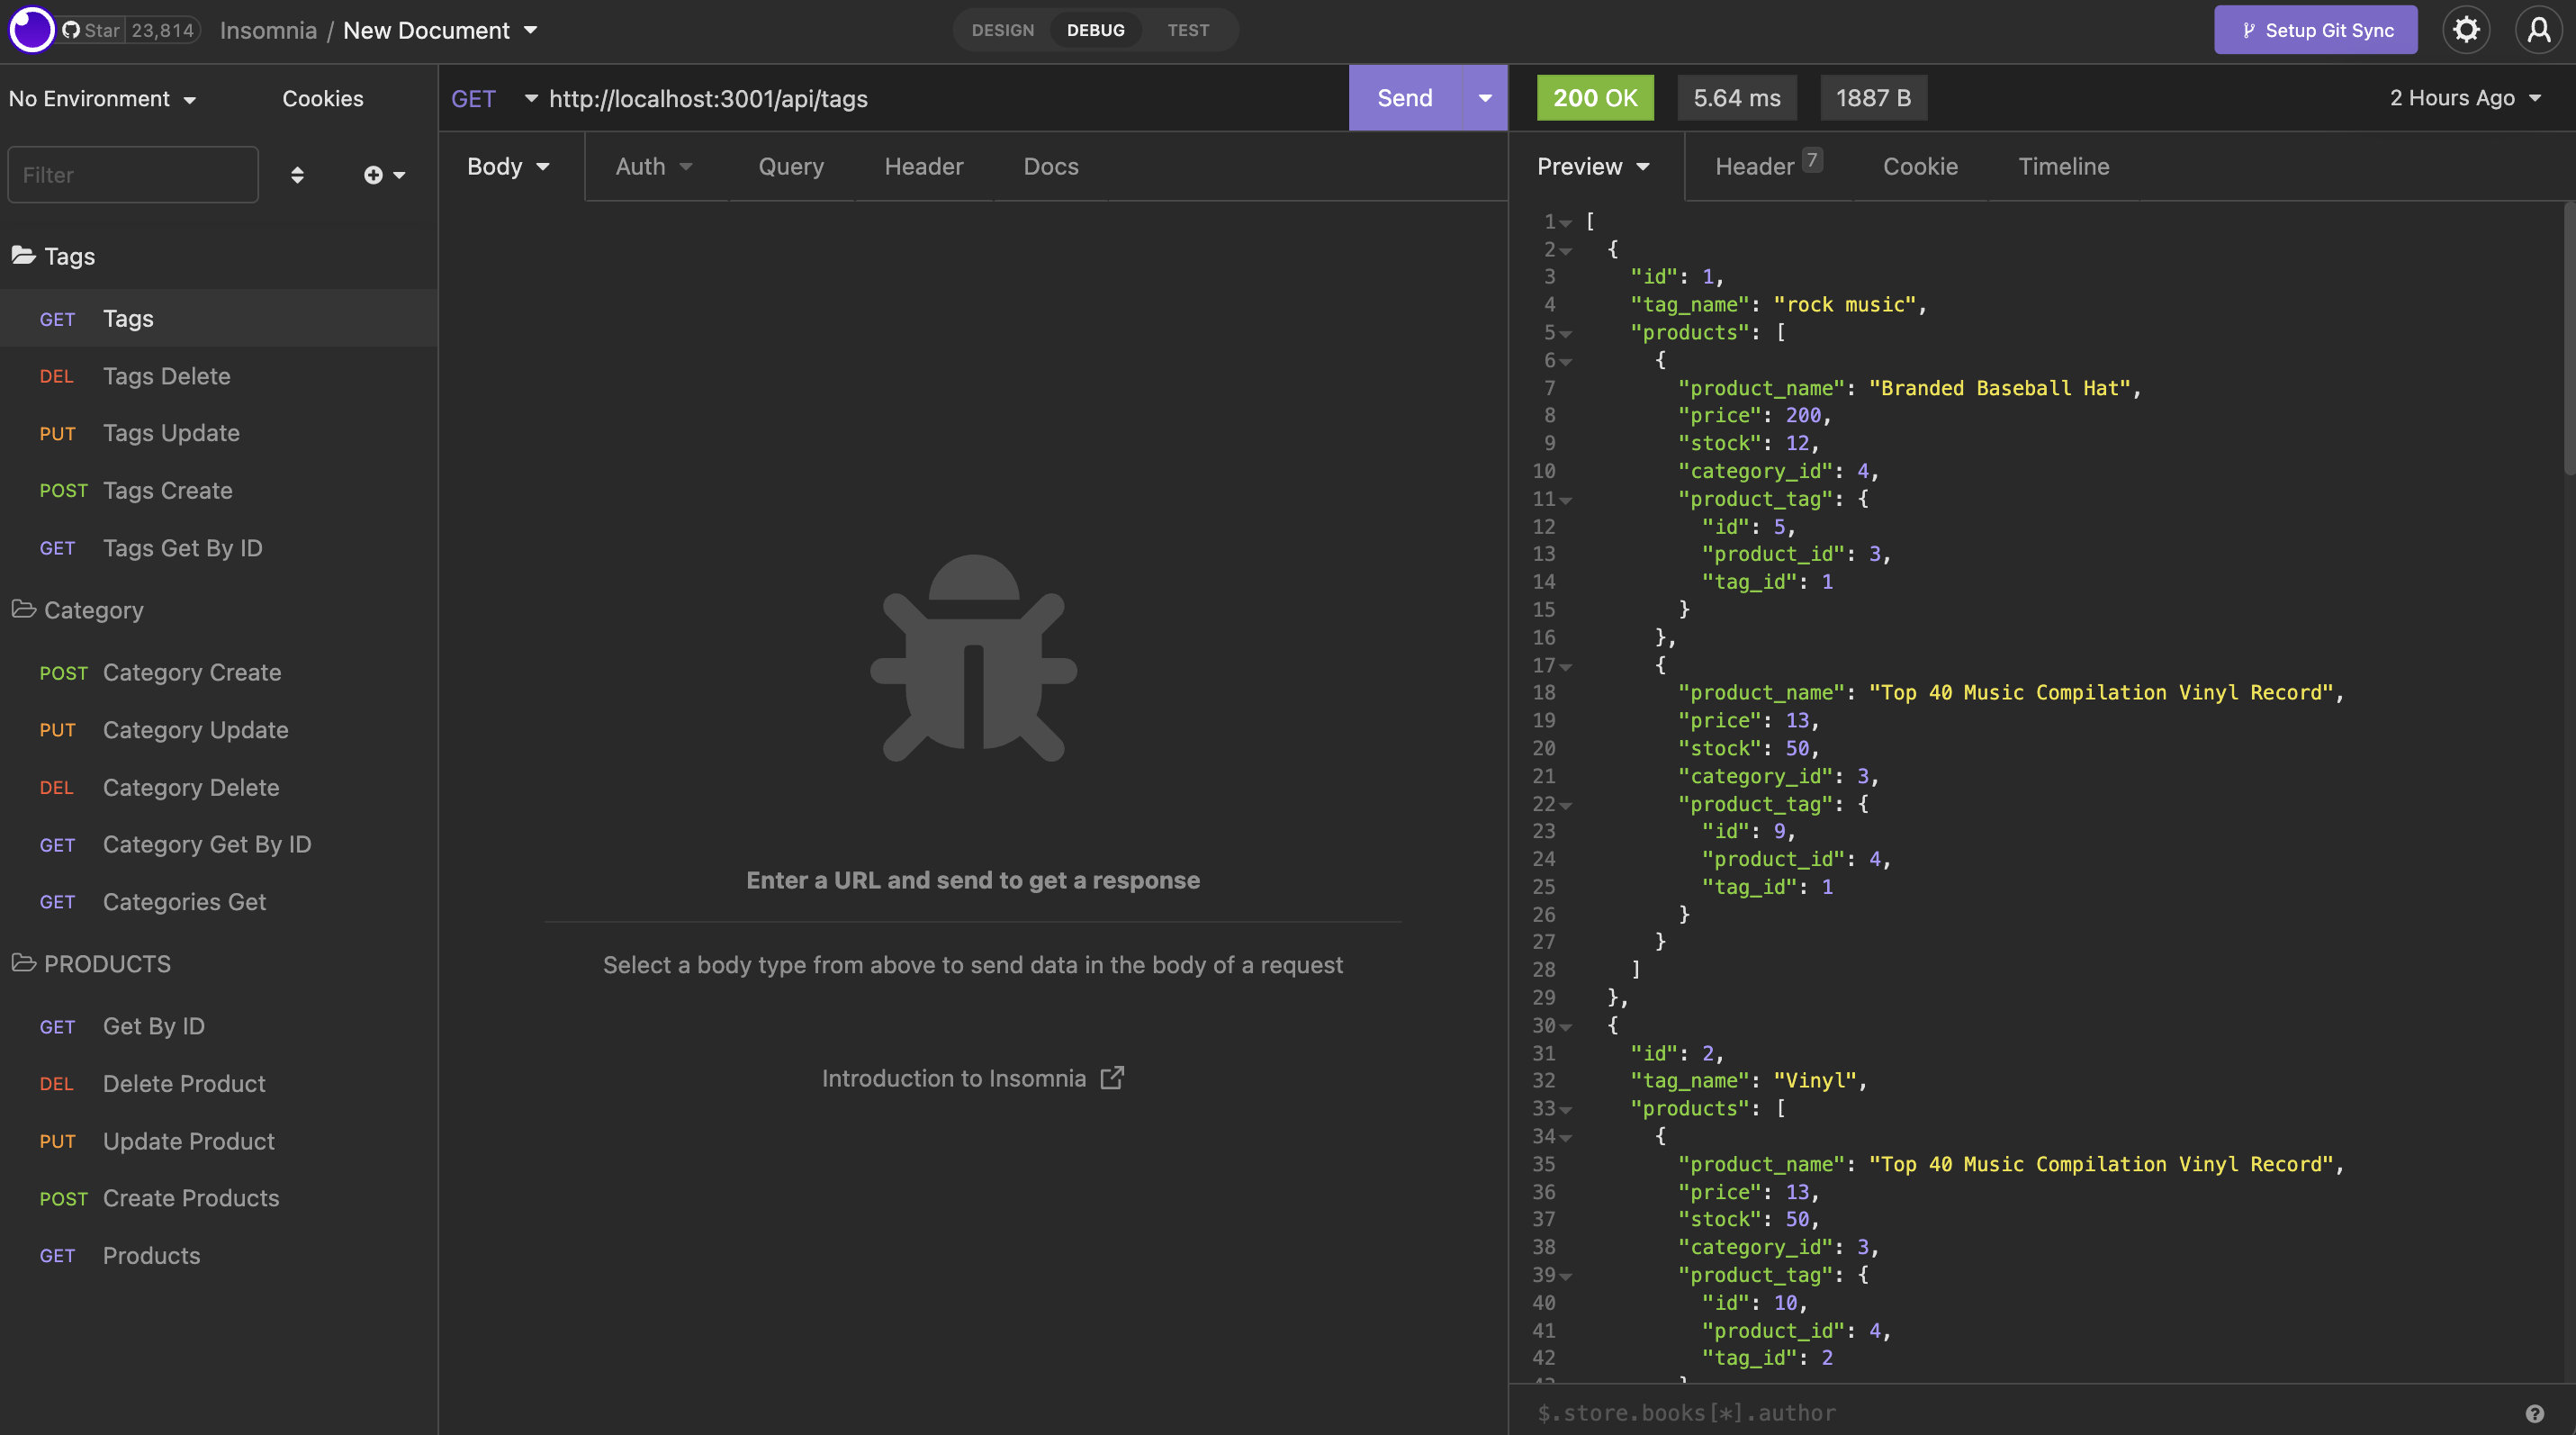 Star 23,814 Insomnia / New Document DESIGN DEBUG TEST Setup Git Sync
No Environment Cookies
Filter
Tags
GET Tags
DEL Tags Delete
PUT Tags Update
POST Tags Create
GET Tags Get By ID
Category
POST Category Create
PUT Category Update
DEL Category Delete
GET Category Get By ID
GET Categories Get
PRODUCTS
GET Get By ID
DEL Delete Product
PUT Update Product
POST Create Products
GET Products
GET http://localhost:3001/api/tags Send
Body Auth Query Header Docs
Enter a URL and send to get a response
Select a body type from above to send data in the body of a request
Introduction to Insomnia
200 OK 5.64 ms 1887 B 2 Hours Ago
Preview Header 7 Cookie Timeline
1 [
2 {
3 "id": 1,
4 "tag_name": "rock music",
5 "products": [
6 {
7 "product_name": "Branded Baseball Hat",
8 "price": 200,
9 "stock": 12,
10 "category_id": 4,
11 "product_tag": {
12 "id": 5,
13 "product_id": 3,
14 "tag_id": 1
15 }
16 },
17 {
18 "product_name": "Top 40 Music Compilation Vinyl Record",
19 "price": 13,
20 "stock": 50,
21 "category_id": 3,
22 "product_tag": {
23 "id": 9,
24 "product_id": 4,
25 "tag_id": 1
26 }
27 }
28 ]
29 },
30 {
31 "id": 2,
32 "tag_name": "Vinyl",
33 "products": [
34 {
35 "product_name": "Top 40 Music Compilation Vinyl Record",
36 "price": 13,
37 "stock": 50,
38 "category_id": 3,
39 "product_tag": {
40 "id": 10,
41 "product_id": 4,
42 "tag_id": 2
$.store.books[*].author